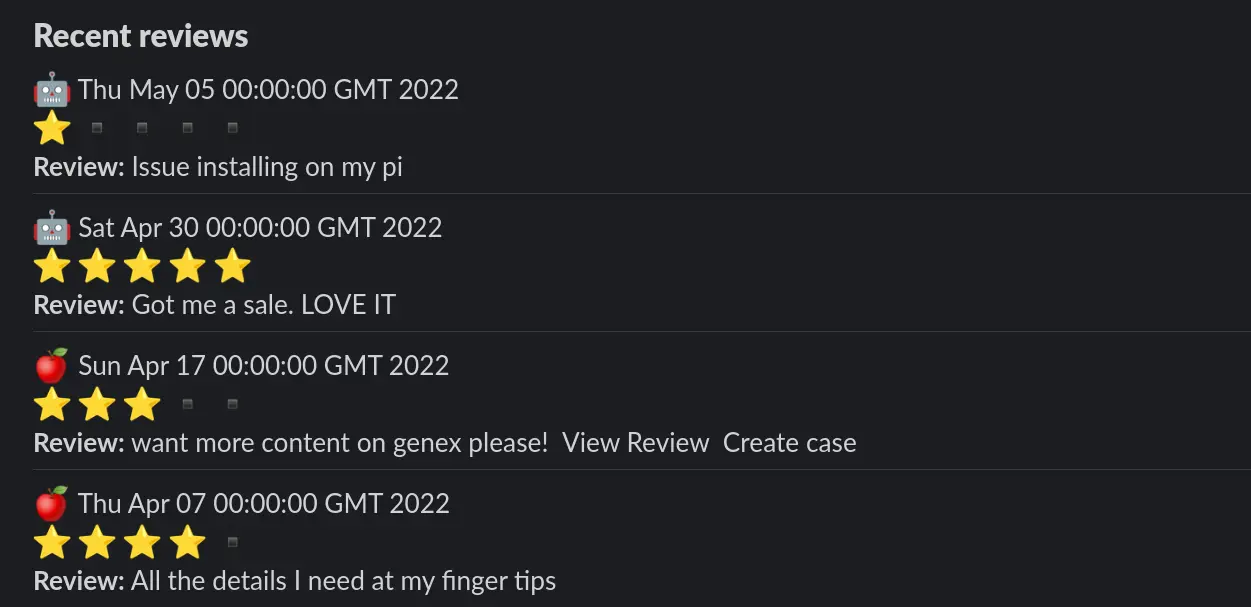 Recent reviews
🤖 Thu May 05 00:00:00 GMT 2022
⭐▪▪▪▪
Review: Issue installing on my pi
🤖 Sat Apr 30 00:00:00 GMT 2022
⭐⭐⭐⭐⭐
Review: Got me a sale. LOVE IT
🍎 Sun Apr 17 00:00:00 GMT 2022
⭐⭐⭐▪▪
Review: want more content on genex please!  View Review  Create case
🍎 Thu Apr 07 00:00:00 GMT 2022
⭐⭐⭐⭐▪
Review: All the details I need at my finger tips